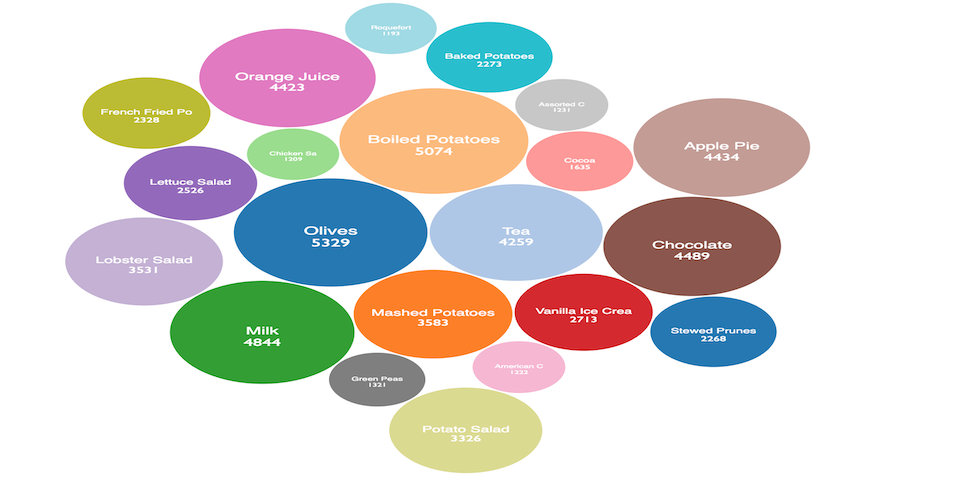 Roquefort
1193
Baked Potatoes
2273
Orange Juice
4423
French Fried Po
2328
Assorted C
1231
Boiled Potatoes
5074
Apple Pie
4434
Chicken Sa
1209
Cocoa
1635
Lettuce Salad
2526
Olives
5329
Tea
4259
Chocolate
4489
Lobster Salad
3531
Mashed Potatoes
3583
Vanilla Ice Crea
2713
Milk
4844
Stewed Prunes
2268
American C
1322
Green Peas
1321
Potato Salad
3326